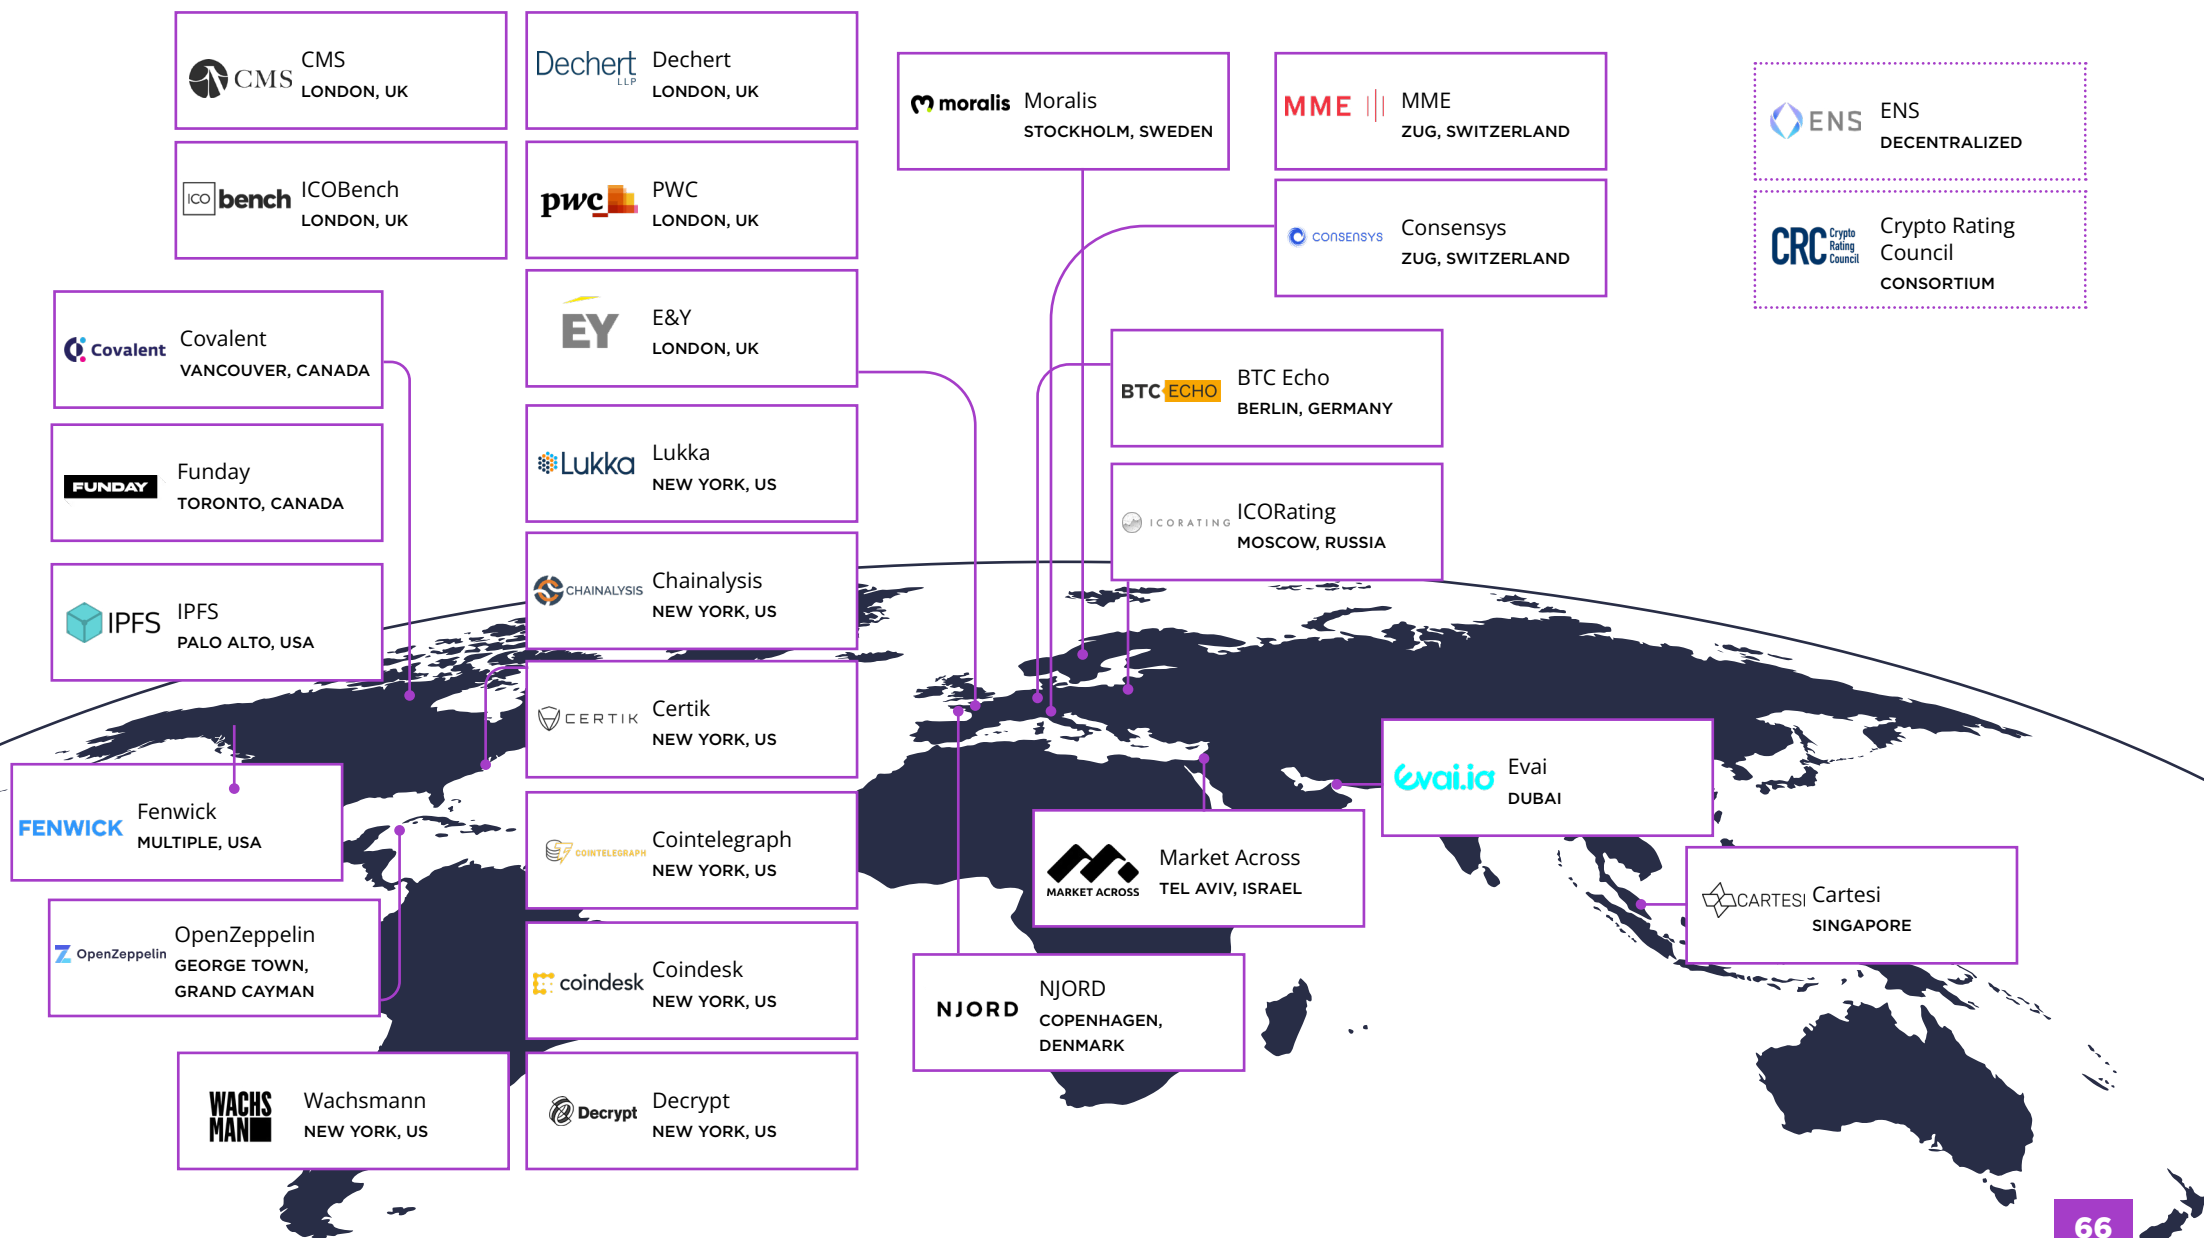 CMS
CMS
LONDON, UK
Dechert
LLP
Dechert
LONDON, UK
moralis
Moralis
STOCKHOLM, SWEDEN
MME
MME
ZUG, SWITZERLAND
ENS
ENS
DECENTRALIZED
ICO bench
ICOBench
LONDON, UK
pwc
PWC
LONDON, UK
CONSENSYS
Consensys
ZUG, SWITZERLAND
CRC Crypto
Rating
Council
Crypto Rating
Council
CONSORTIUM
EY
E&Y
LONDON, UK
Covalent
Covalent
VANCOUVER, CANADA
BTC ECHO
BTC Echo
BERLIN, GERMANY
Lukka
Lukka
NEW YORK, US
FUNDAY
Funday
TORONTO, CANADA
ICORATING
ICORating
MOSCOW, RUSSIA
CHAINALYSIS
Chainalysis
NEW YORK, US
IPFS
IPFS
PALO ALTO, USA
CERTIK
Certik
NEW YORK, US
evai.io
Evai
DUBAI
FENWICK
Fenwick
MULTIPLE, USA
COINTELEGRAPH
Cointelegraph
NEW YORK, US
MARKET ACROSS
Market Across
TEL AVIV, ISRAEL
CARTESI
Cartesi
SINGAPORE
OpenZeppelin
OpenZeppelin
GEORGE TOWN,
GRAND CAYMAN
coindesk
Coindesk
NEW YORK, US
NJORD
NJORD
COPENHAGEN,
DENMARK
WACHS
MAN
Wachsmann
NEW YORK, US
Decrypt
Decrypt
NEW YORK, US
66